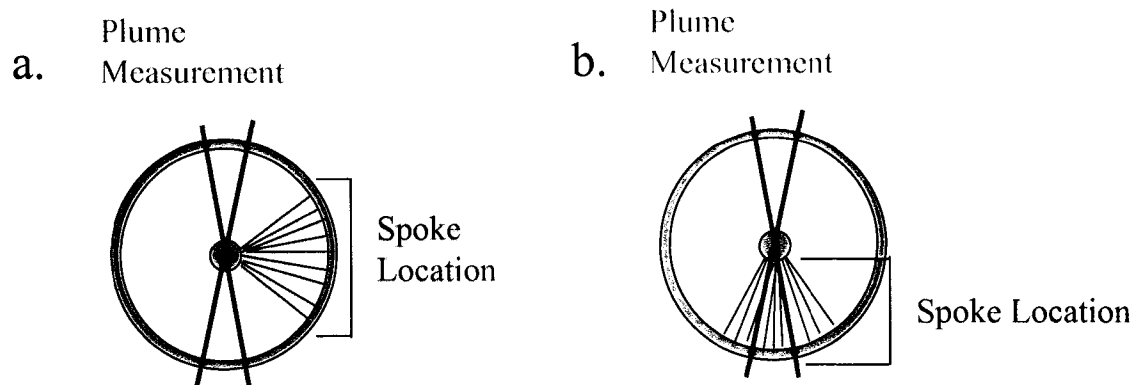 a.
Plume
Measurement
Spoke
Location
b.
Plume
Measurement
Spoke Location